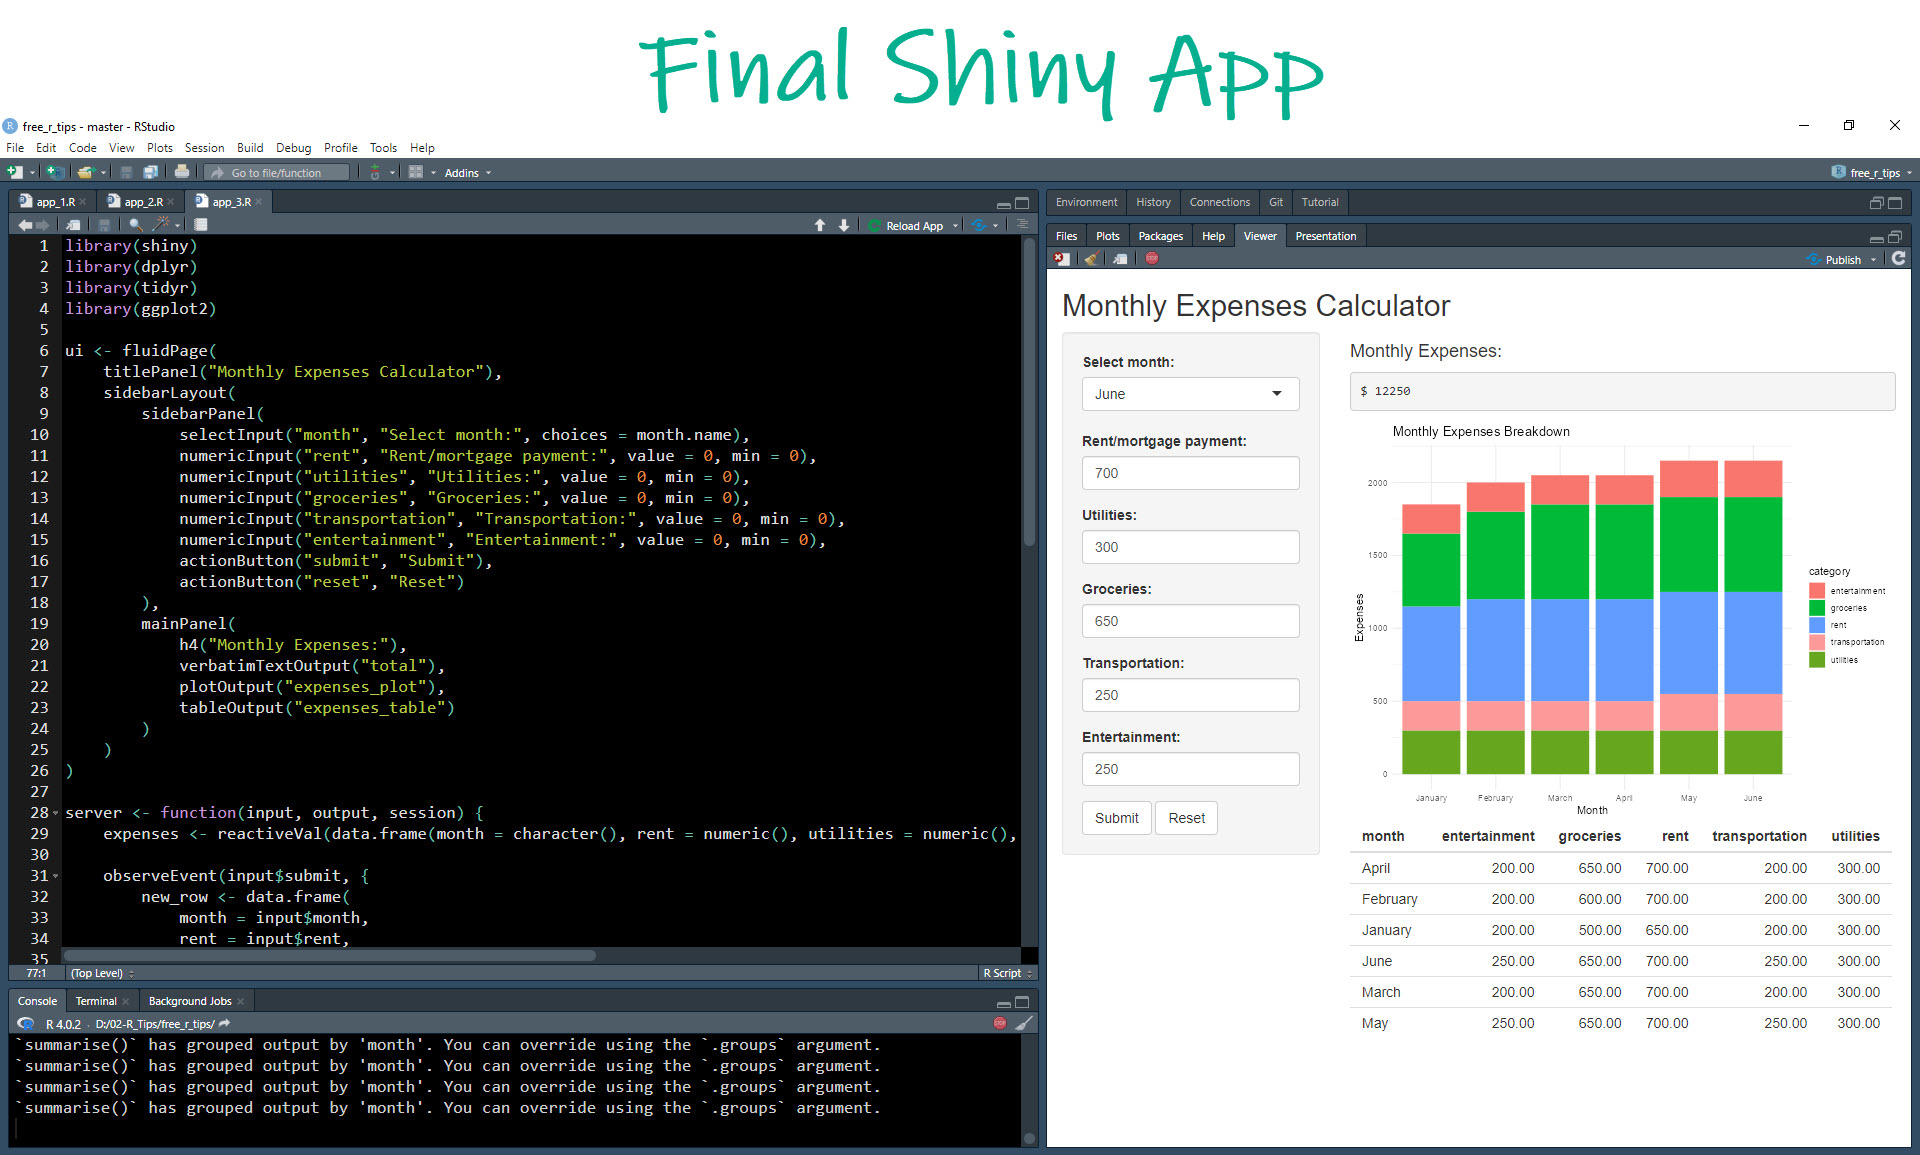 Final Shiny App
free_r_tips - master - RStudio
File Edit Code View Plots Session Build Debug Profile Tools Help
Go to file/function Addins free_r_tips
app_1.R app_2.R app_3.R
Reload App
1 library(shiny)
2 library(dplyr)
3 library(tidyr)
4 library(ggplot2)
5
6 ui <- fluidPage(
7 titlePanel("Monthly Expenses Calculator"),
8 sidebarLayout(
9 sidebarPanel(
10 selectInput("month", "Select month:", choices = month.name),
11 numericInput("rent", "Rent/mortgage payment:", value = 0, min = 0),
12 numericInput("utilities", "Utilities:", value = 0, min = 0),
13 numericInput("groceries", "Groceries:", value = 0, min = 0),
14 numericInput("transportation", "Transportation:", value = 0, min = 0),
15 numericInput("entertainment", "Entertainment:", value = 0, min = 0),
16 actionButton("submit", "Submit"),
17 actionButton("reset", "Reset")
18 ),
19 mainPanel(
20 h4("Monthly Expenses:"),
21 verbatimTextOutput("total"),
22 plotOutput("expenses_plot"),
23 tableOutput("expenses_table")
24 )
25 )
26 )
27
28 server <- function(input, output, session) {
29 expenses <- reactiveVal(data.frame(month = character(), rent = numeric(), utilities = numeric(),
30
31 observeEvent(input$submit, {
32 new_row <- data.frame(
33 month = input$month,
34 rent = input$rent,
35
77:1 (Top Level) R Script
Console Terminal Background Jobs
R 4.0.2 · D:/02-R_Tips/free_r_tips/
`summarise()` has grouped output by 'month'. You can override using the `.groups` argument.
`summarise()` has grouped output by 'month'. You can override using the `.groups` argument.
`summarise()` has grouped output by 'month'. You can override using the `.groups` argument.
`summarise()` has grouped output by 'month'. You can override using the `.groups` argument.
Environment History Connections Git Tutorial
Files Plots Packages Help Viewer Presentation
STOP Publish
Monthly Expenses Calculator
Select month:
June
Rent/mortgage payment:
700
Utilities:
300
Groceries:
650
Transportation:
250
Entertainment:
250
Submit Reset
Monthly Expenses:
$ 12250
Monthly Expenses Breakdown
2000
1500
1000
500
0
Expenses
January February March April May June
Month
category
entertainment
groceries
rent
transportation
utilities
month entertainment groceries rent transportation utilities
April 200.00 650.00 700.00 200.00 300.00
February 200.00 600.00 700.00 200.00 300.00
January 200.00 500.00 650.00 200.00 300.00
June 250.00 650.00 700.00 250.00 300.00
March 200.00 650.00 700.00 200.00 300.00
May 250.00 650.00 700.00 250.00 300.00